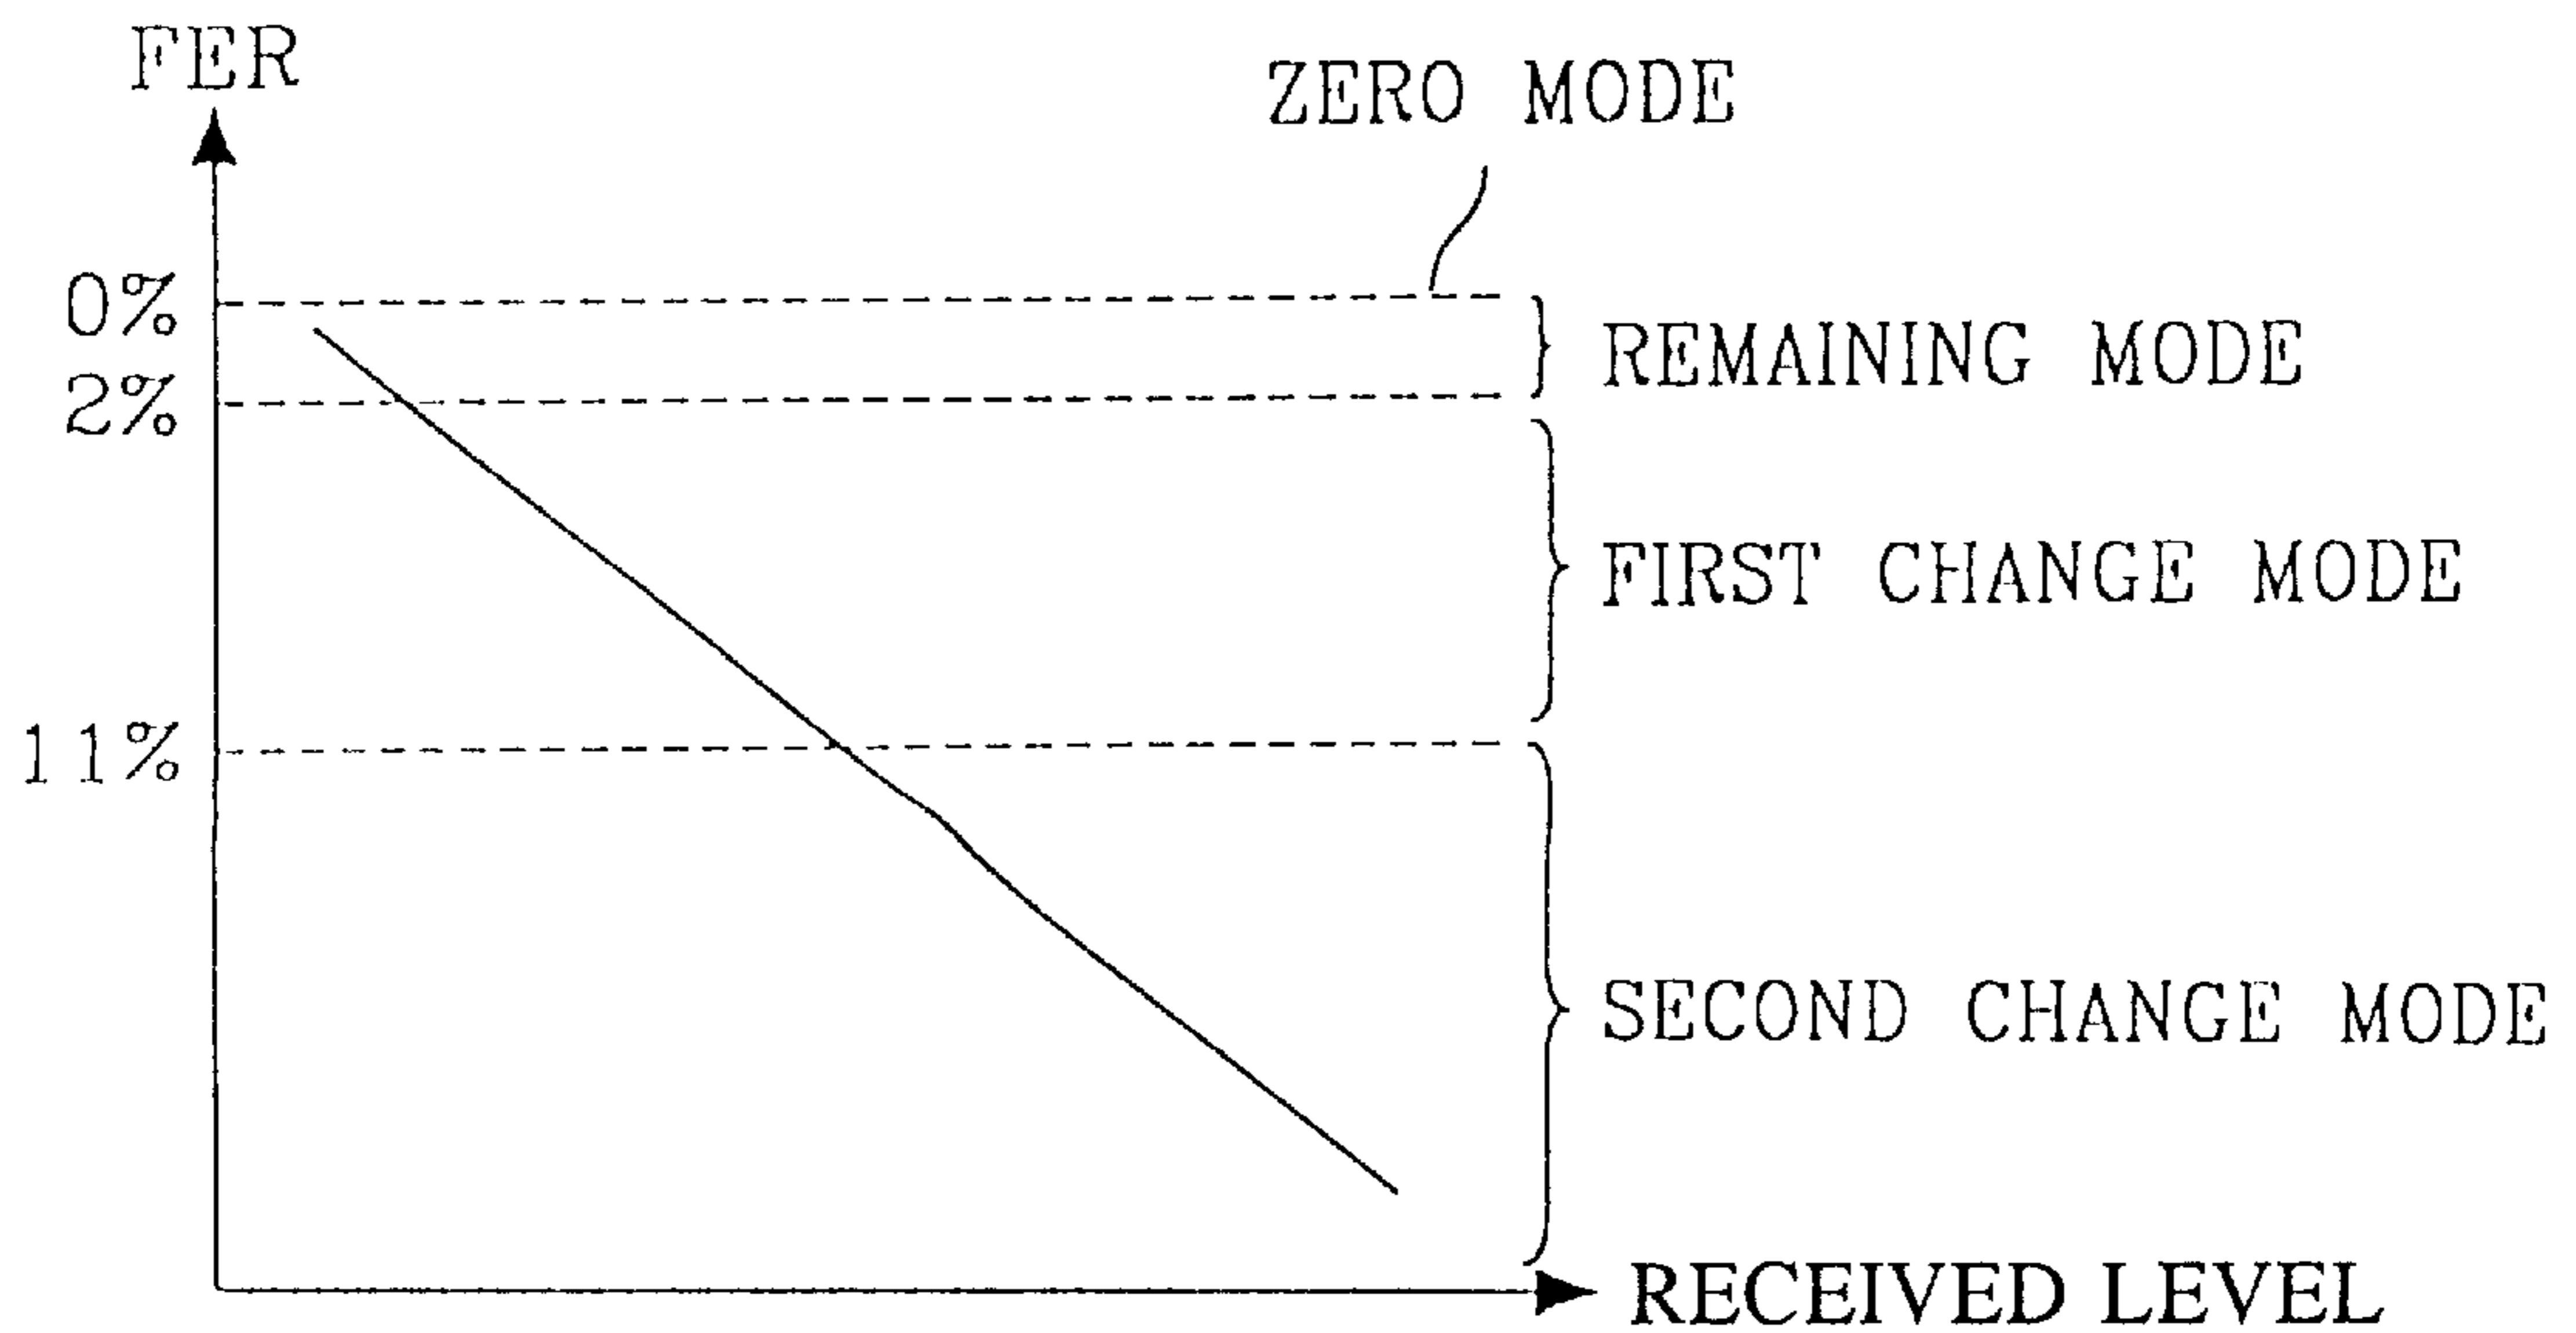 FER
ZERO MODE
0%
REMAINING MODE
2%
FIRST CHANGE MODE
11%
SECOND CHANGE MODE
RECEIVED LEVEL